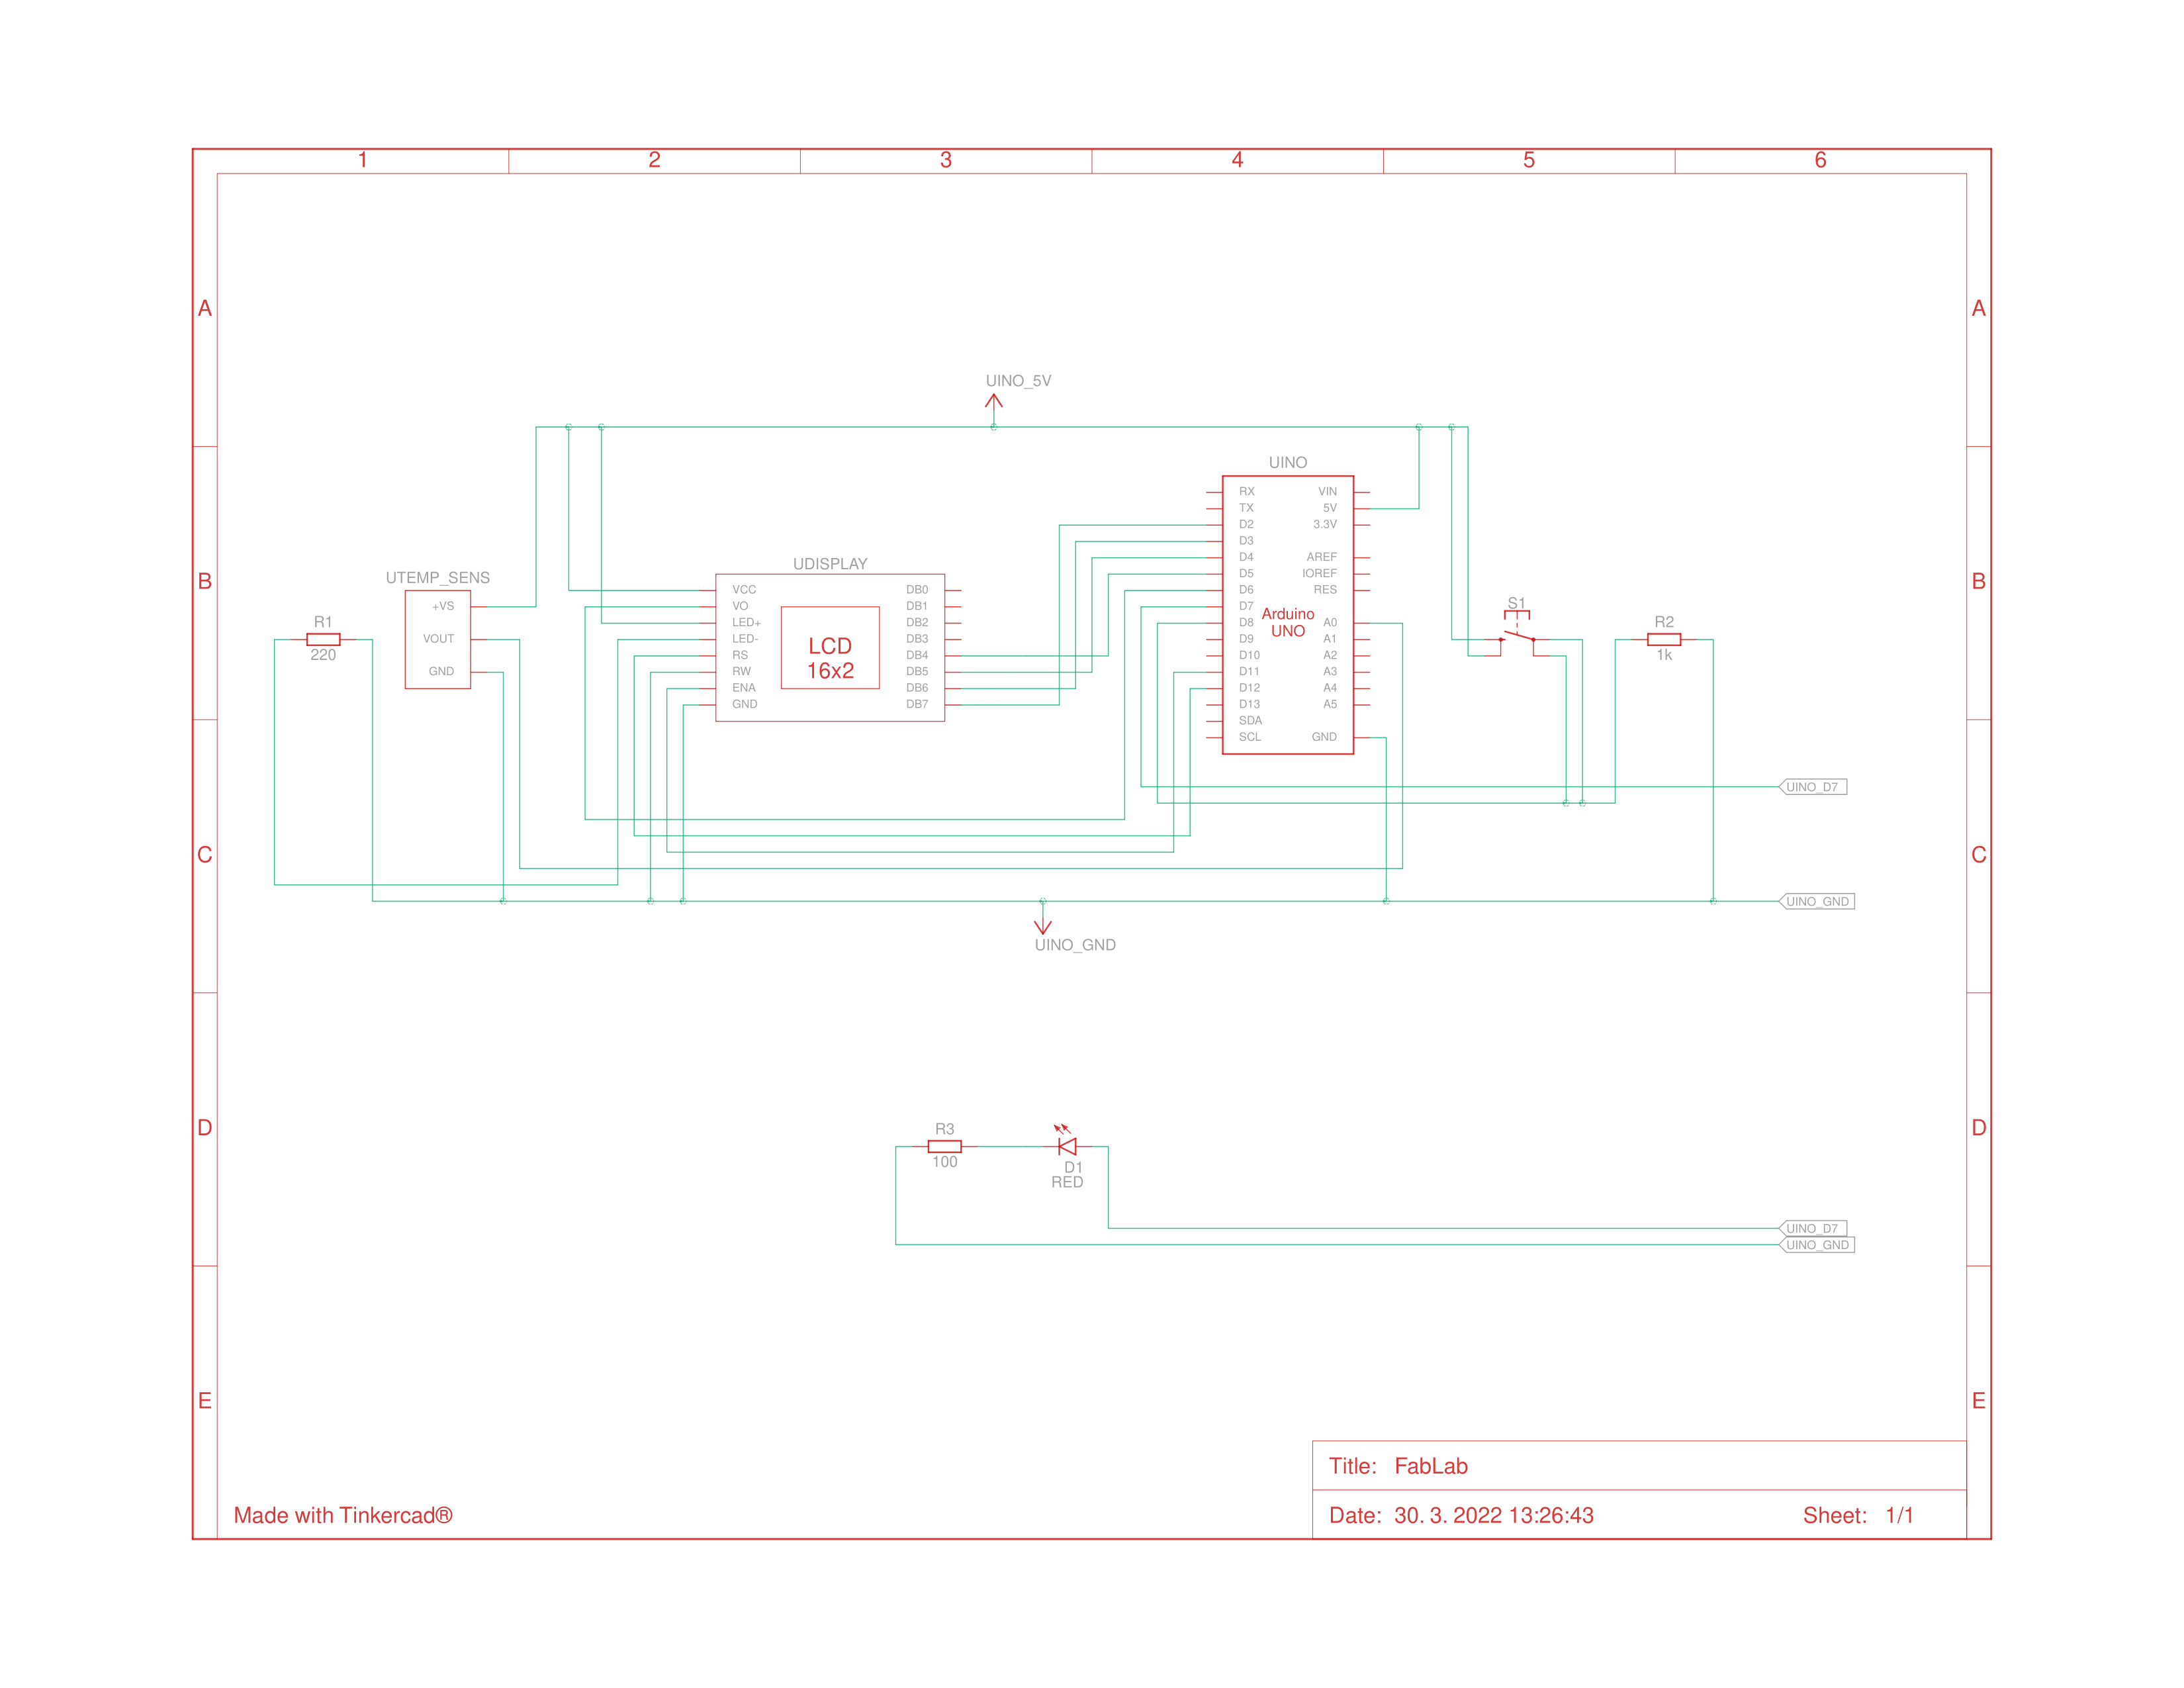 1 2 3 4 5 6
A A
UINO_5V
UINO
RX VIN
TX 5V
D2 3.3V
D3
D4 AREF
D5 IOREF
D6 RES
D7
D8 A0
D9 A1
D10 A2
D11 A3
D12 A4
D13 A5
SDA
SCL GND
Arduino
UNO
B B
UDISPLAY
VCC DB0
VO DB1
LED+ DB2
LED- DB3
RS DB4
RW DB5
ENA DB6
GND DB7
LCD
16x2
UTEMP_SENS
+VS
VOUT
GND
R1
220
S1
R2
1k
UINO_D7
C C
UINO_GND
UINO_GND
D D
R3
100
D1
RED
UINO_D7
UINO_GND
E E
Title: FabLab
Made with Tinkercad®
Date: 30. 3. 2022 13:26:43 Sheet: 1/1